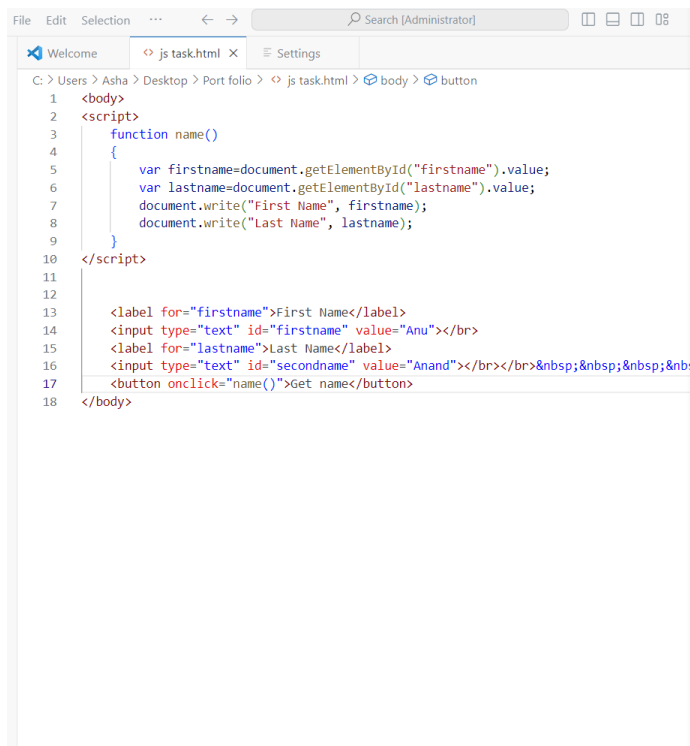 File Edit Selection ··· ← → Search [Administrator]
Welcome <> js task.html × Settings
C: > Users > Asha > Desktop > Port folio > <> js task.html > body > button
1 <body>
2 <script>
3 function name()
4 {
5 var firstname=document.getElementById("firstname").value;
6 var lastname=document.getElementById("lastname").value;
7 document.write("First Name", firstname);
8 document.write("Last Name", lastname);
9 }
10 </script>
11
12
13 <label for="firstname">First Name</label>
14 <input type="text" id="firstname" value="Anu"></br>
15 <label for="lastname">Last Name</label>
16 <input type="text" id="secondname" value="Anand"></br></br>&nbsp;&nbsp;&nbsp;&nbs
17 <button onclick="name()">Get name</button>
18 </body>